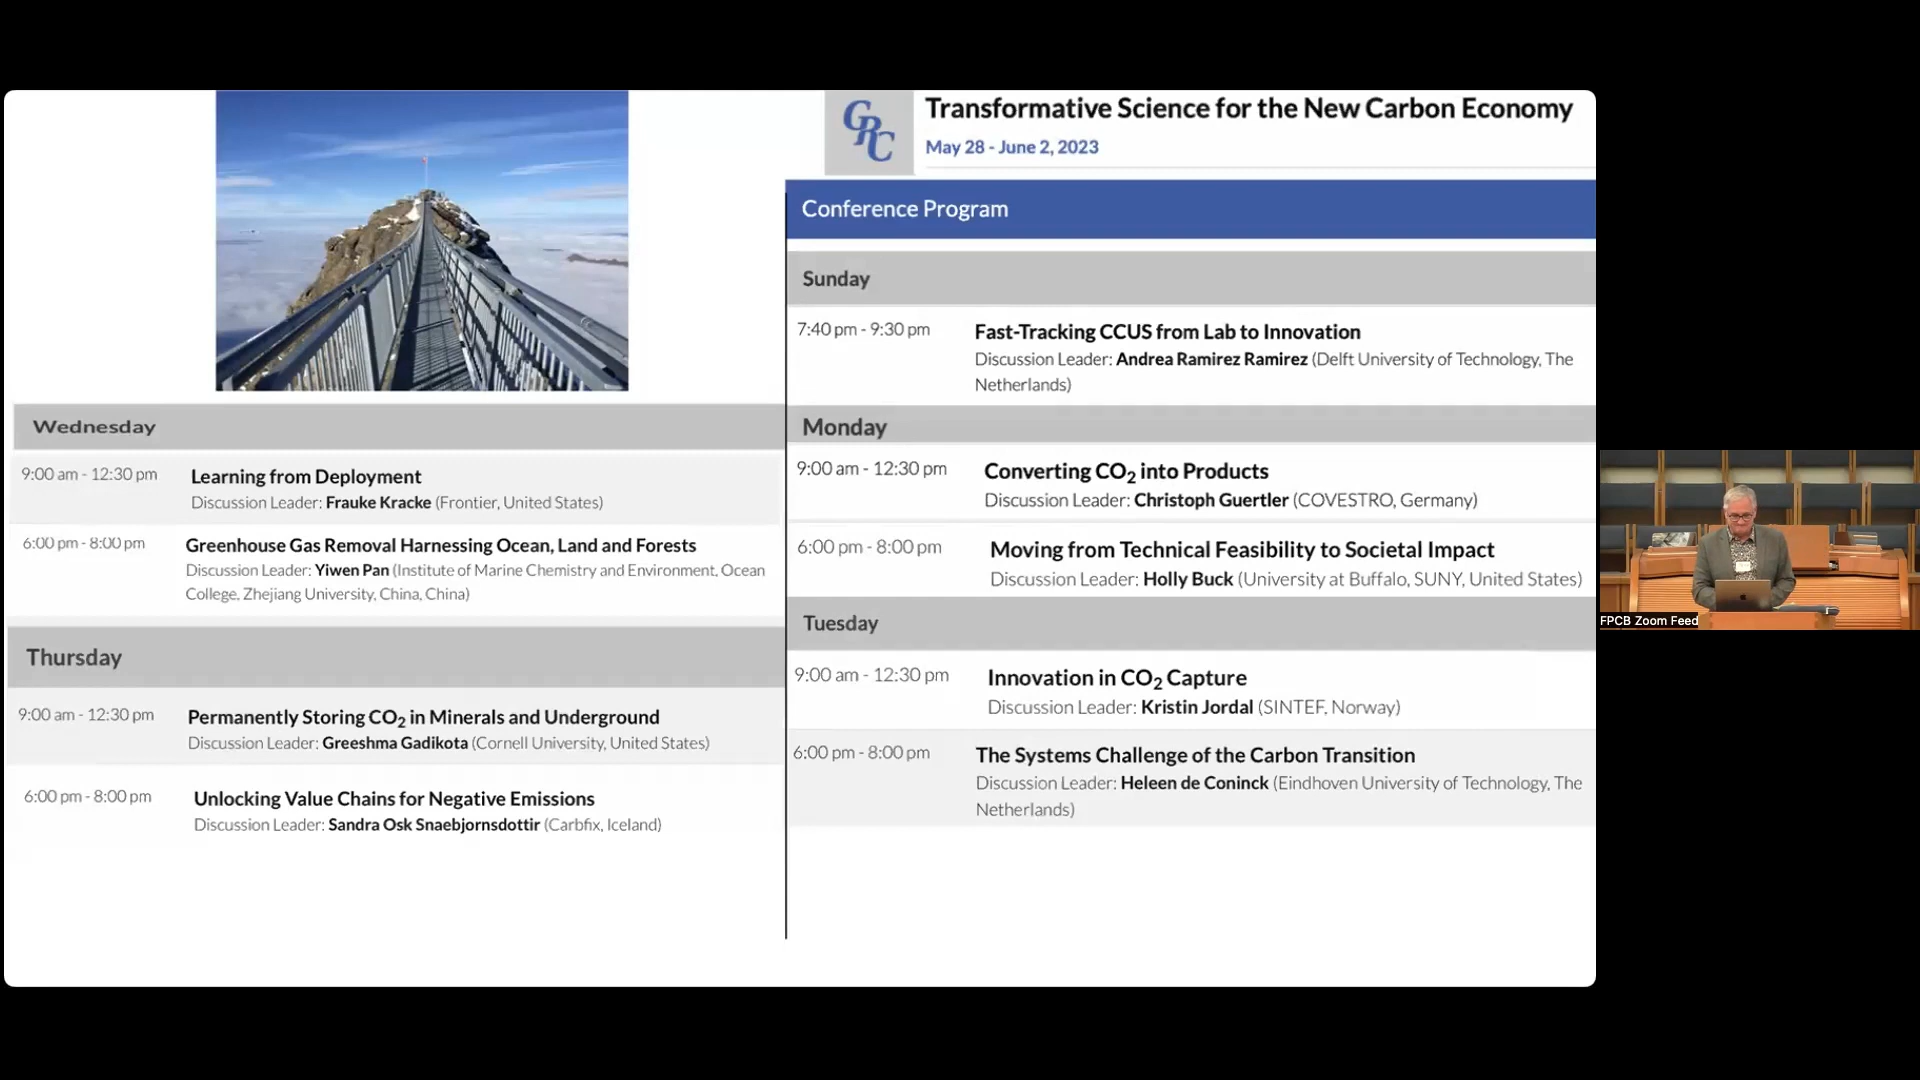 GRC
Transformative Science for the New Carbon Economy
May 28 - June 2, 2023
Conference Program
Sunday
7:40 pm - 9:30 pm
Fast-Tracking CCUS from Lab to Innovation
Discussion Leader: Andrea Ramirez Ramirez (Delft University of Technology, The
Netherlands)
Monday
9:00 am - 12:30 pm
Converting CO₂ into Products
Discussion Leader: Christoph Guertler (COVESTRO, Germany)
6:00 pm - 8:00 pm
Moving from Technical Feasibility to Societal Impact
Discussion Leader: Holly Buck (University at Buffalo, SUNY, United States)
Tuesday
9:00 am - 12:30 pm
Innovation in CO₂ Capture
Discussion Leader: Kristin Jordal (SINTEF, Norway)
6:00 pm - 8:00 pm
The Systems Challenge of the Carbon Transition
Discussion Leader: Heleen de Coninck (Eindhoven University of Technology, The
Netherlands)
Wednesday
9:00 am - 12:30 pm
Learning from Deployment
Discussion Leader: Frauke Kracke (Frontier, United States)
6:00 pm - 8:00 pm
Greenhouse Gas Removal Harnessing Ocean, Land and Forests
Discussion Leader: Yiwen Pan (Institute of Marine Chemistry and Environment, Ocean
College, Zhejiang University, China, China)
Thursday
9:00 am - 12:30 pm
Permanently Storing CO₂ in Minerals and Underground
Discussion Leader: Greeshma Gadikota (Cornell University, United States)
6:00 pm - 8:00 pm
Unlocking Value Chains for Negative Emissions
Discussion Leader: Sandra Osk Snaebjornsdottir (Carbfix, Iceland)
FPCB Zoom Feed